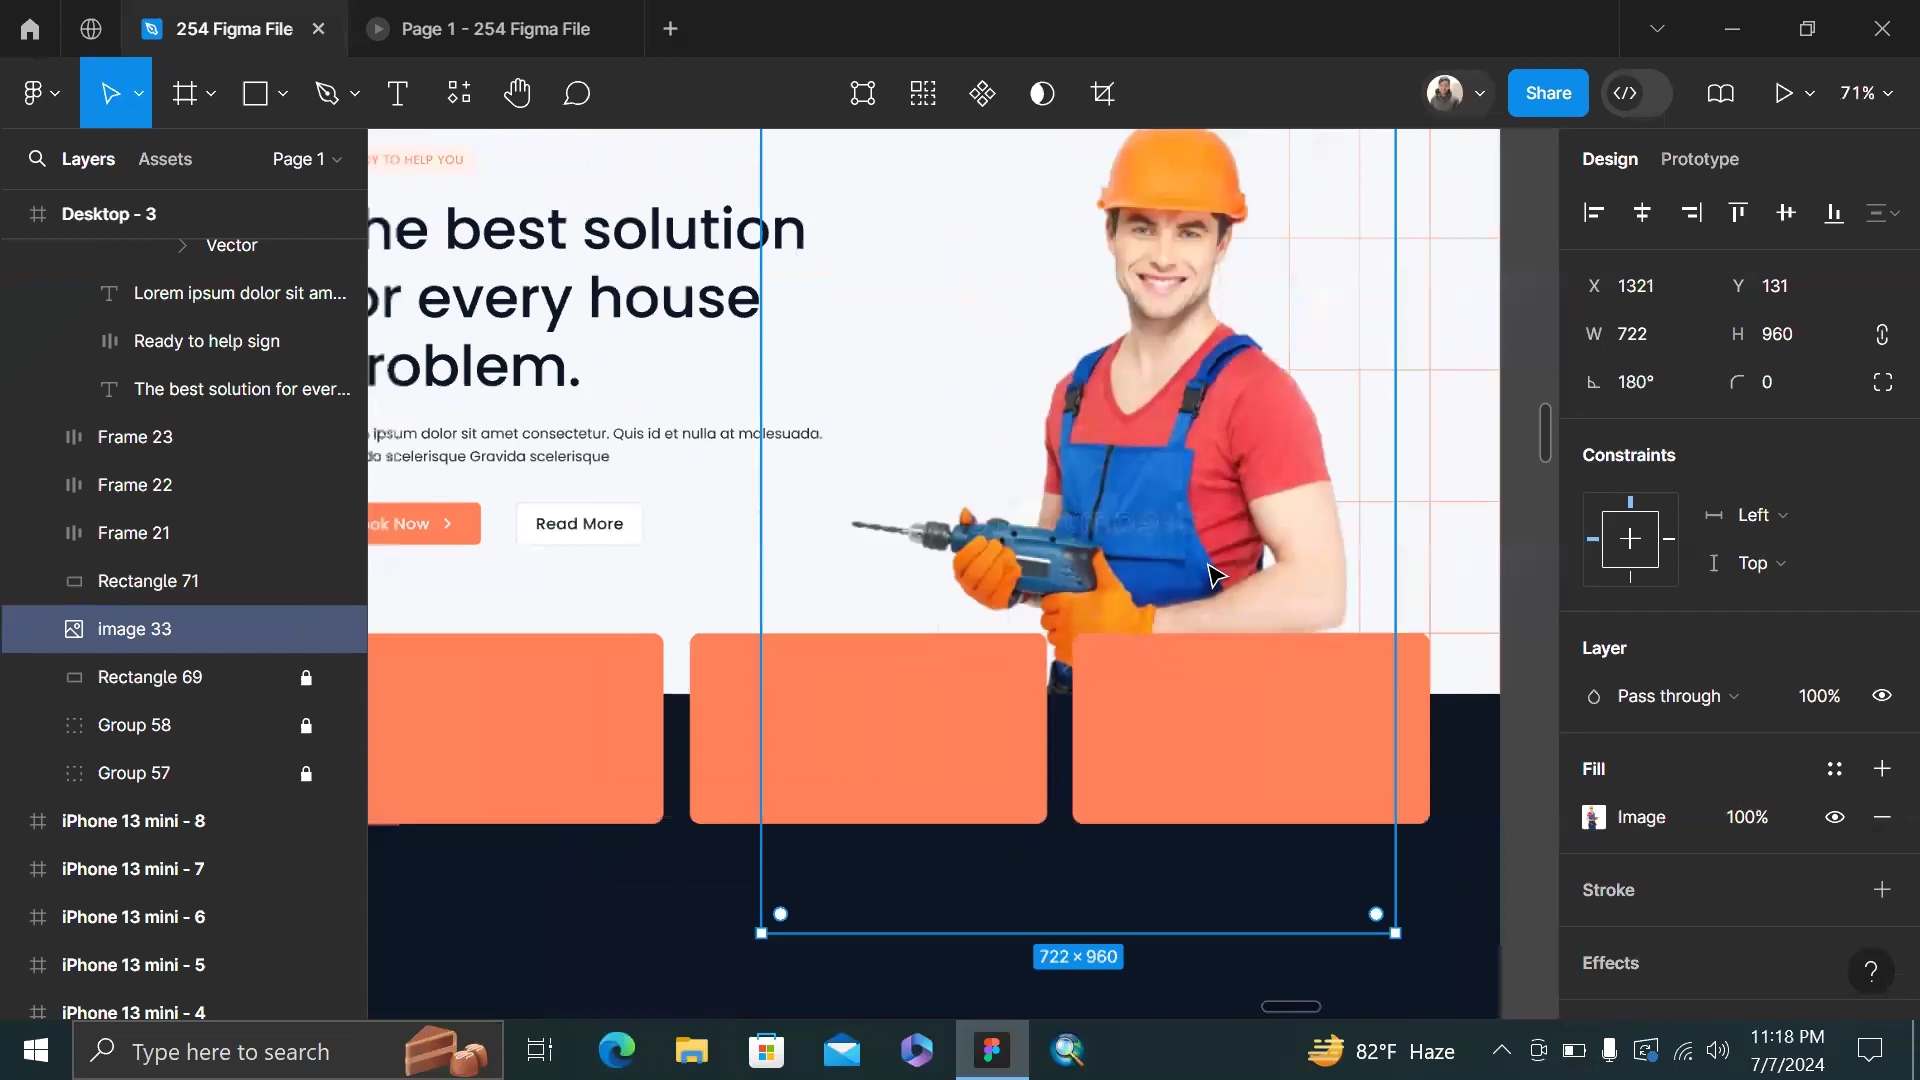 254 Figma File
Page 1 - 254 Figma File
Share
71%
Layers
Assets
Page 1
Design
Prototype
Desktop - 3
Vector
Lorem ipsum dolor sit am...
Ready to help sign
The best solution for ever...
Frame 23
Frame 22
Frame 21
Rectangle 71
image 33
Rectangle 69
Group 58
Group 57
iPhone 13 mini - 8
iPhone 13 mini - 7
iPhone 13 mini - 6
iPhone 13 mini - 5
iPhone 13 mini - 4
Y TO HELP YOU
he best solution
or every house
roblem.
ipsum dolor sit amet consectetur. Quis id et nulla at malesuada.
scelerisque Gravida scelerisque
ok Now
Read More
722 × 960
X 1321
Y 131
W 722
H 960
180°
0
Constraints
Left
Top
Layer
Pass through
100%
Fill
Image
100%
Stroke
Effects
?
Type here to search
82°F Haze
11:18 PM
7/7/2024